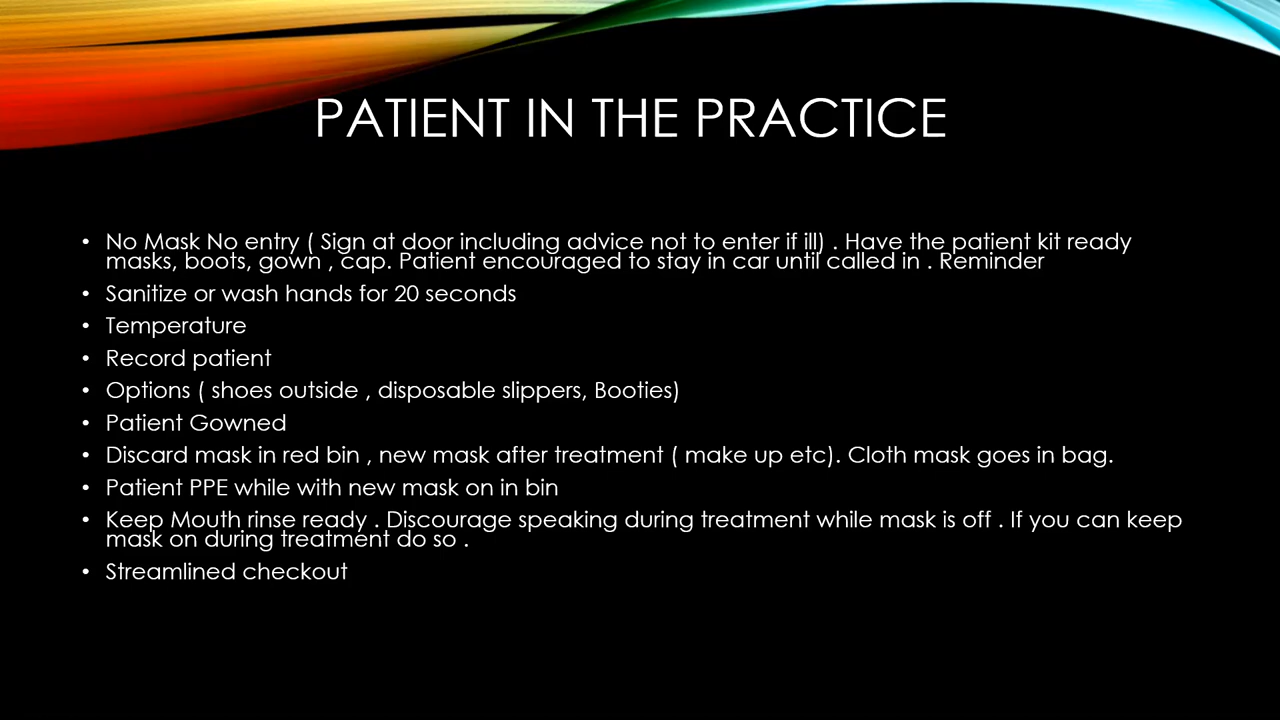 PATIENT IN THE PRACTICE
• No Mask No entry ( Sign at door including advice not to enter if ill) . Have the patient kit ready
masks, boots, gown , cap. Patient encouraged to stay in car until called in . Reminder
• Sanitize or wash hands for 20 seconds
• Temperature
• Record patient
• Options ( shoes outside , disposable slippers, Booties)
• Patient Gowned
• Discard mask in red bin , new mask after treatment ( make up etc). Cloth mask goes in bag.
• Patient PPE while with new mask on in bin
• Keep Mouth rinse ready . Discourage speaking during treatment while mask is off . If you can keep
mask on during treatment do so .
• Streamlined checkout